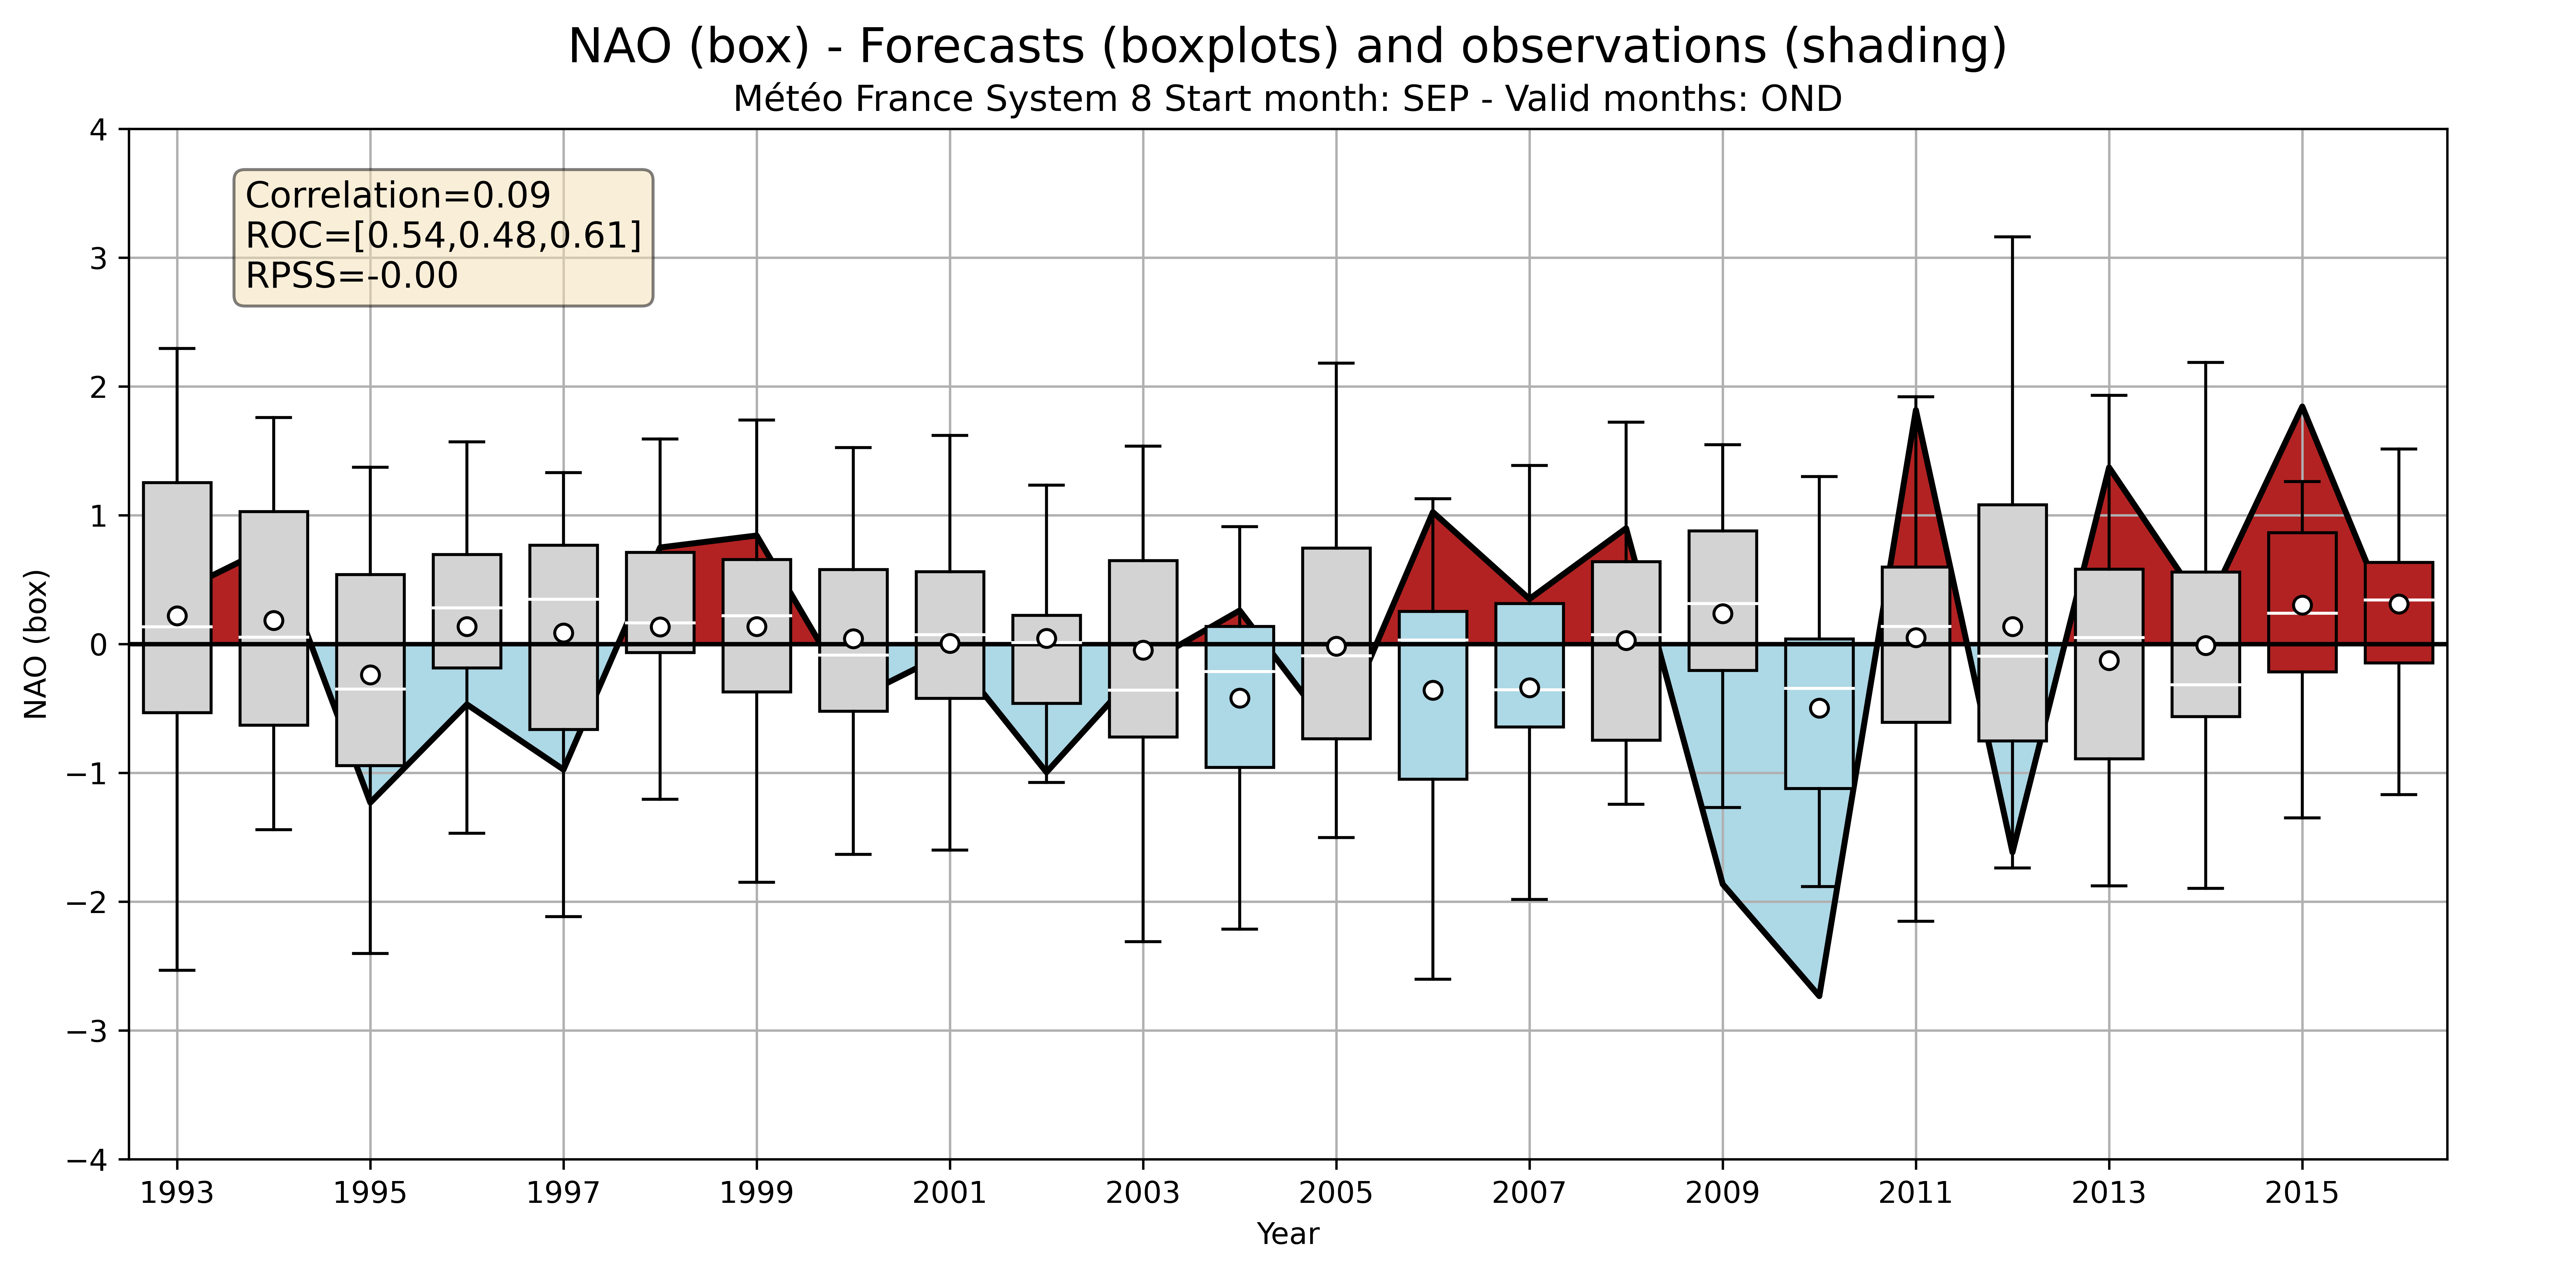 NAO (box) - Forecasts (boxplots) and observations (shading)
Météo France System 8 Start month: SEP - Valid months: OND
Correlation=0.09
ROC=[0.54,0.48,0.61]
RPSS=-0.00
NAO (box)
4
3
2
1
0
−1
−2
−3
−4
1993 1995 1997 1999 2001 2003 2005 2007 2009 2011 2013 2015
Year